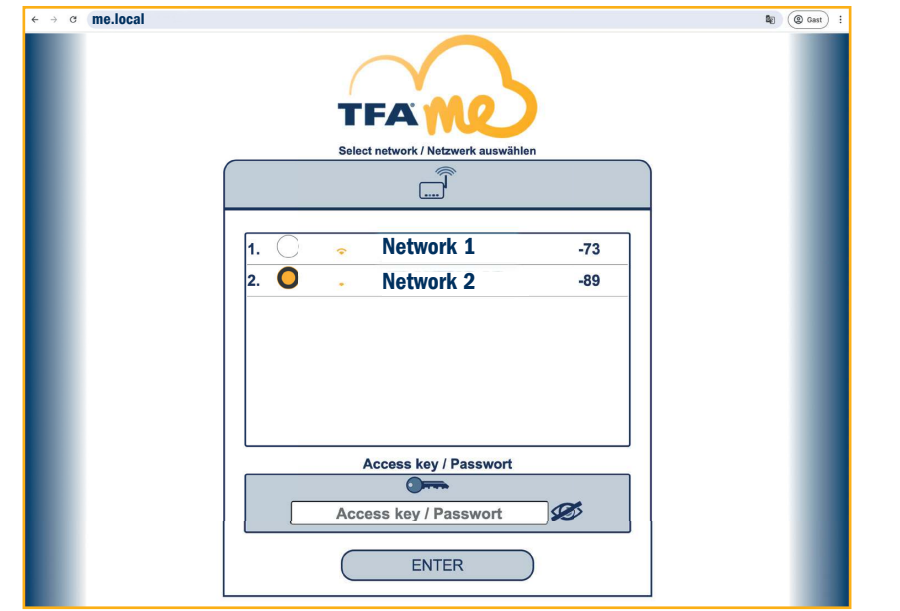 me.local
Gast
TFA® me
Select network / Netzwerk auswählen
1. Network 1 -73
2. Network 2 -89
Access key / Passwort
Access key / Passwort
ENTER